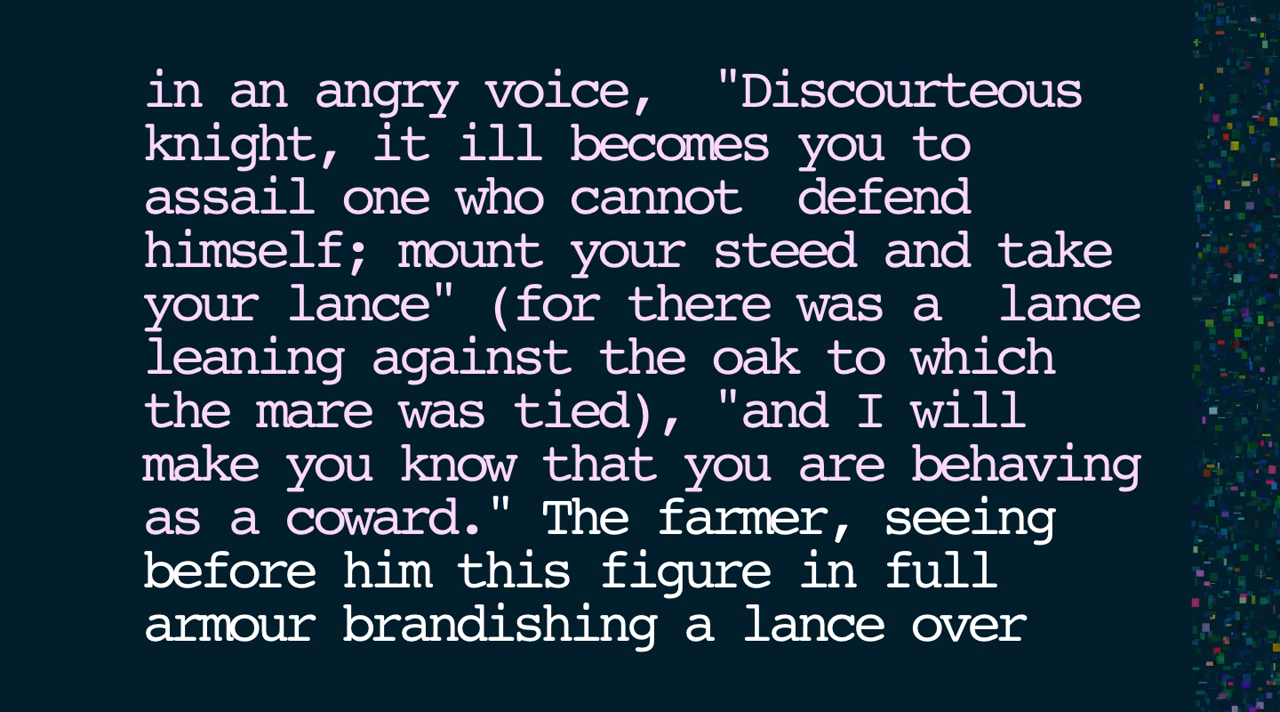 in an angry voice,  "Discourteous
knight, it ill becomes you to
assail one who cannot  defend
himself; mount your steed and take
your lance" (for there was a  lance
leaning against the oak to which
the mare was tied), "and I will
make you know that you are behaving
as a coward." The farmer, seeing
before him this figure in full
armour brandishing a lance over